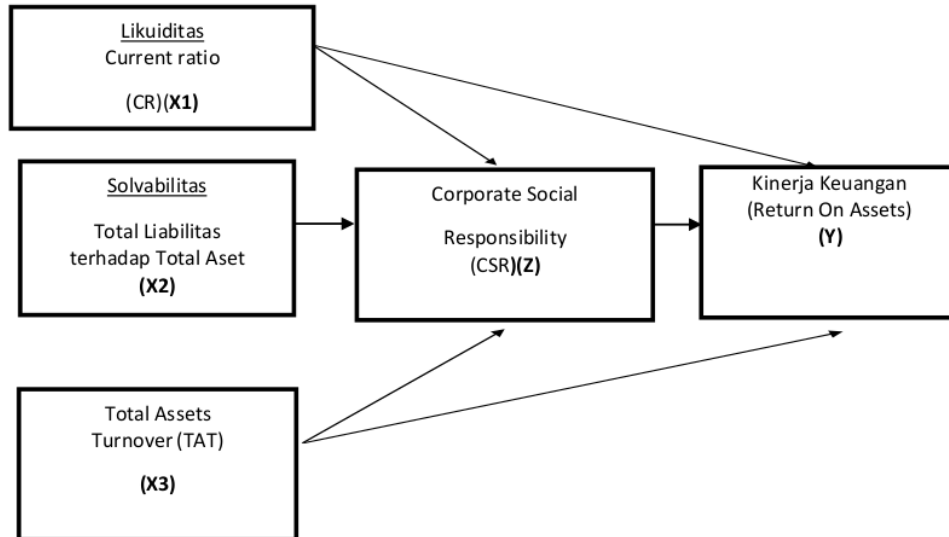 Likuiditas
Current ratio
(CR)(X1)
Solvabilitas
Total Liabilitas
terhadap Total Aset
(X2)
Corporate Social
Responsibility
(CSR)(Z)
Kinerja Keuangan
(Return On Assets)
(Y)
Total Assets
Turnover (TAT)
(X3)